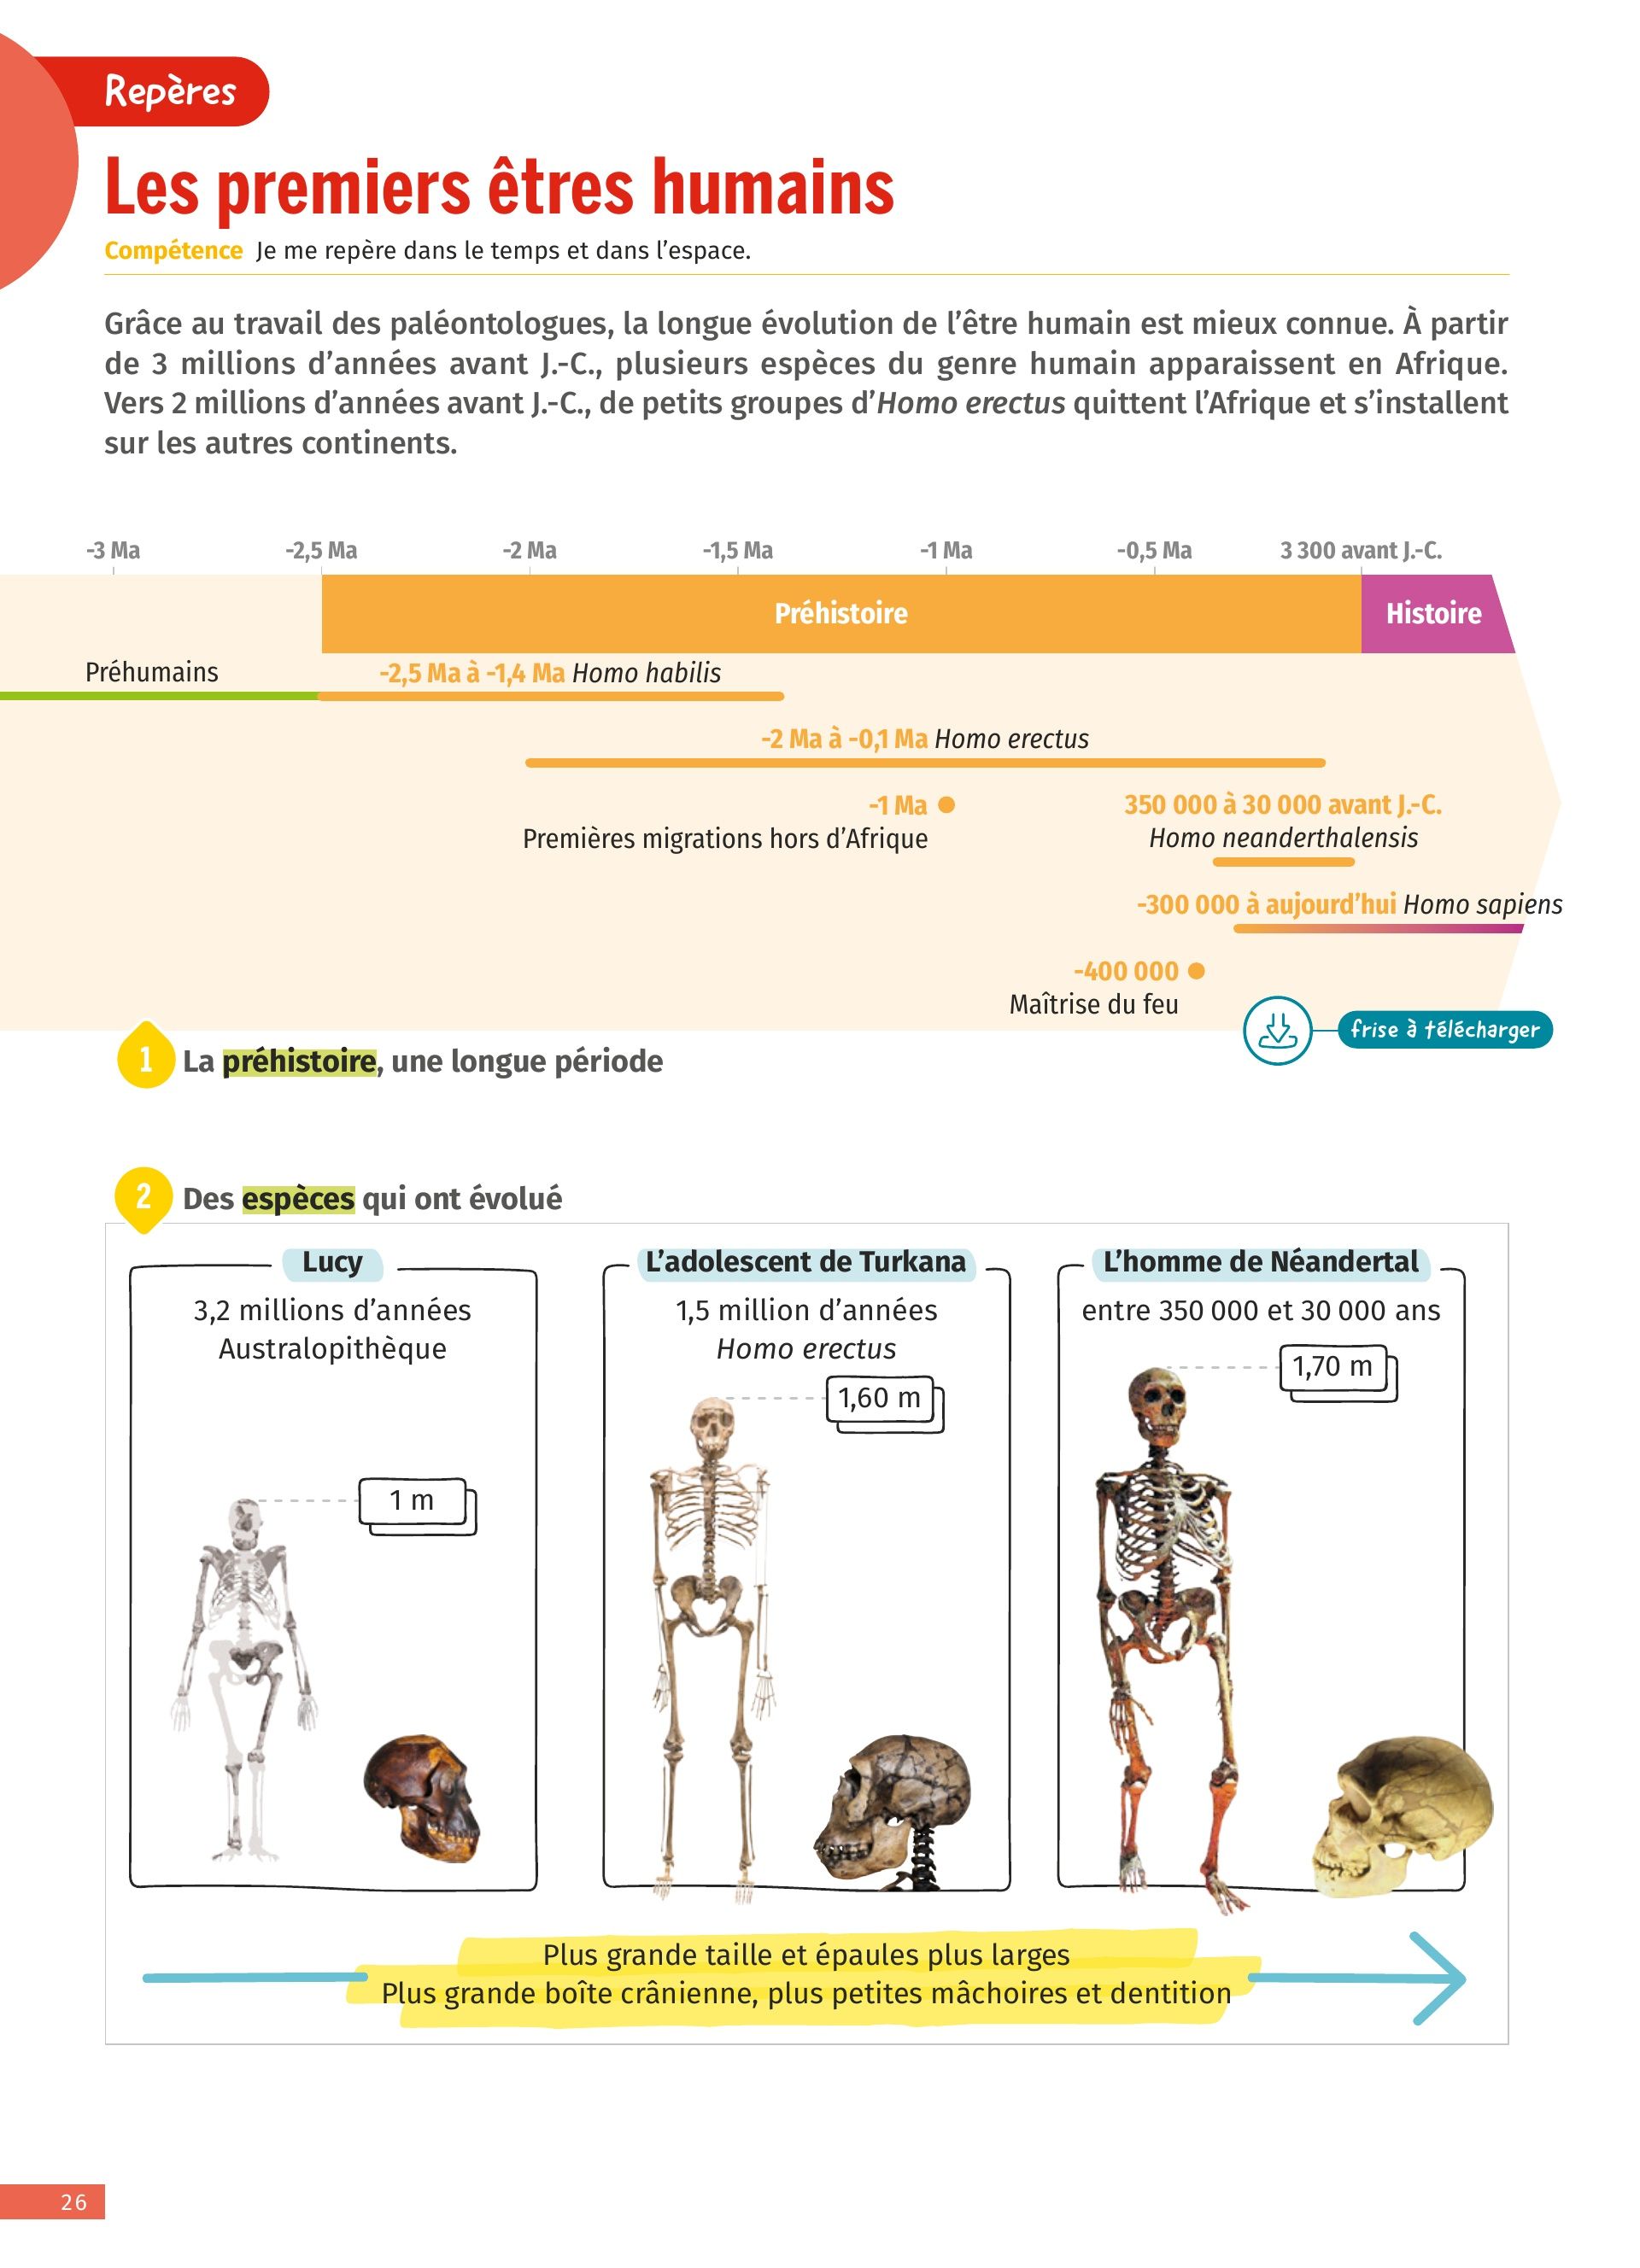 Repères
Les premiers êtres humains
Compétence Je me repère dans le temps et dans l’espace.
Grâce au travail des paléontologues, la longue évolution de l’être humain est mieux connue. À partir
de 3 millions d’années avant J.-C., plusieurs espèces du genre humain apparaissent en Afrique.
Vers 2 millions d’années avant J.-C., de petits groupes d’Homo erectus quittent l’Afrique et s’installent
sur les autres continents.
-3 Ma -2,5 Ma -2 Ma -1,5 Ma -1 Ma -0,5 Ma 3 300 avant J.-C.
Préhistoire Histoire
Préhumains -2,5 Ma à -1,4 Ma Homo habilis
-2 Ma à -0,1 Ma Homo erectus
-1 Ma
Premières migrations hors d’Afrique
350 000 à 30 000 avant J.-C.
Homo neanderthalensis
-300 000 à aujourd’hui Homo sapiens
-400 000
Maîtrise du feu
frise à télécharger
1 La préhistoire, une longue période
2 Des espèces qui ont évolué
Lucy
3,2 millions d’années
Australopithèque
1 m
L’adolescent de Turkana
1,5 million d’années
Homo erectus
1,60 m
L’homme de Néandertal
entre 350 000 et 30 000 ans
1,70 m
Plus grande taille et épaules plus larges
Plus grande boîte crânienne, plus petites mâchoires et dentition
26